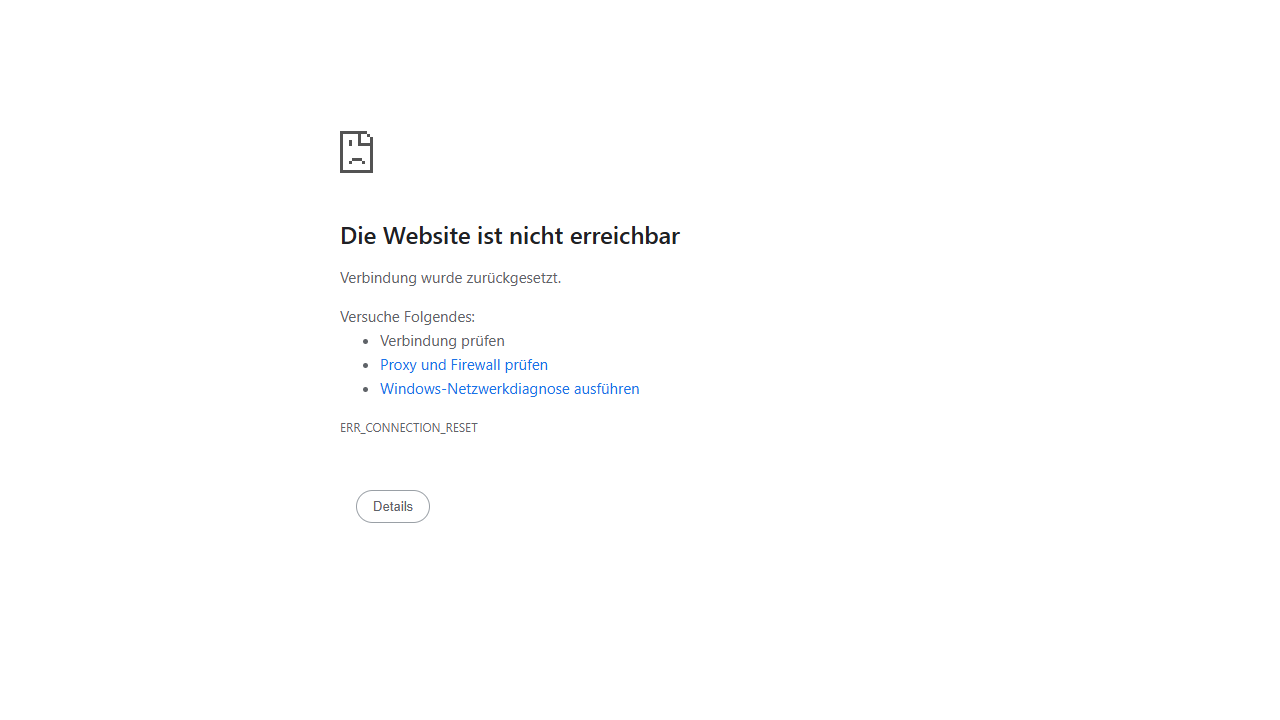 Die Website ist nicht erreichbar
Verbindung wurde zurückgesetzt.
Versuche Folgendes:
Verbindung prüfen
Proxy und Firewall prüfen
Windows-Netzwerkdiagnose ausführen
ERR_CONNECTION_RESET
Details